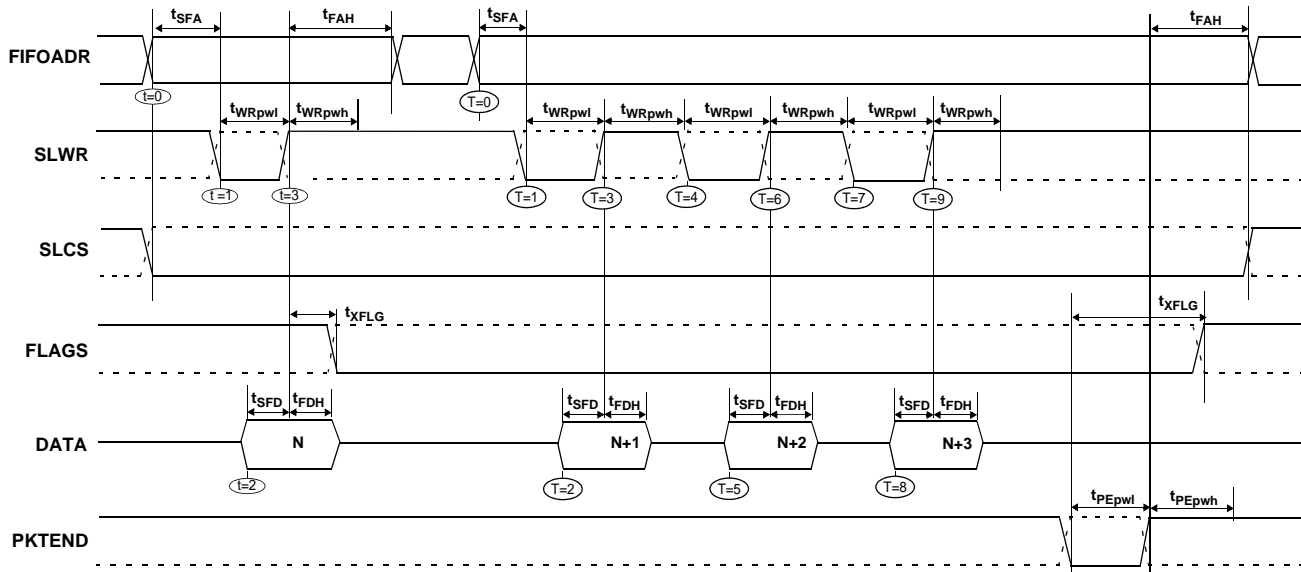 tSFA tFAH tSFA tFAH
FIFOADR
t=0 T=0
tWRpwl tWRpwh tWRpwl tWRpwh tWRpwl tWRpwh tWRpwl tWRpwh
SLWR
t=1 t=3 T=1 T=3 T=4 T=6 T=7 T=9
SLCS
tXFLG tXFLG
FLAGS
tSFD tFDH tSFD tFDH tSFD tFDH tSFD tFDH
DATA N N+1 N+2 N+3
t=2 T=2 T=5 T=8
tPEpwl tPEpwh
PKTEND